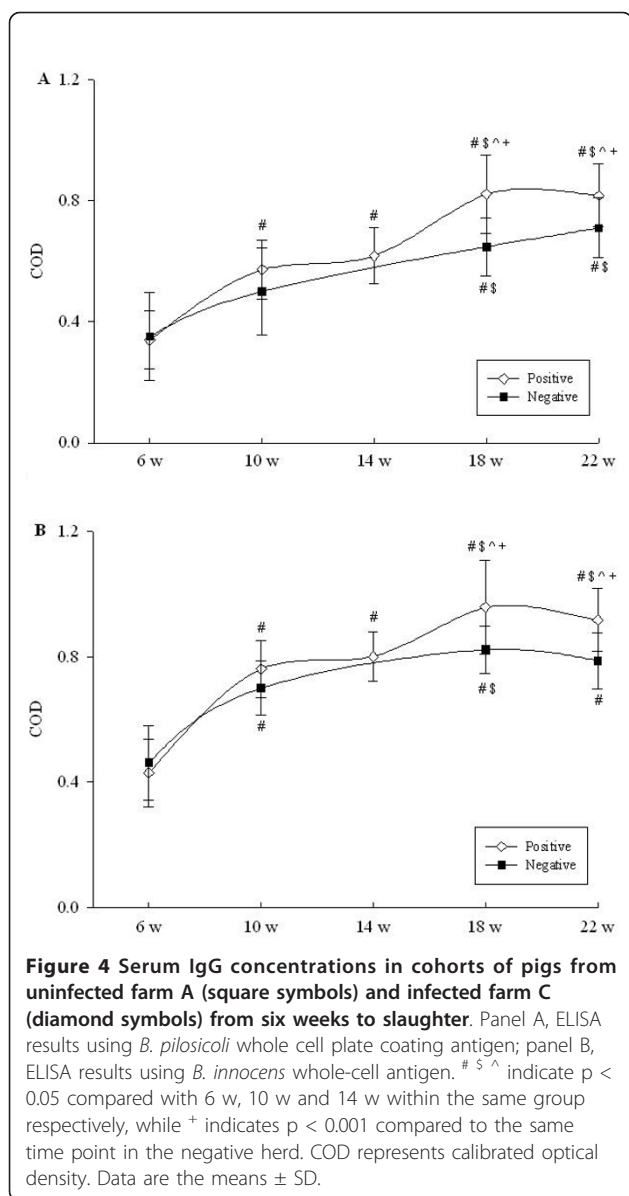 A
1.2
#$^+
#$^+
#
#
0.8
COD
#$
#$
0.4
Positive
Negative
0.0
6 w 10 w 14 w 18 w 22 w
B
1.2
#$^+
#$^+
#
#
0.8
COD
#
#$
#
0.4
Positive
Negative
0.0
6 w 10 w 14 w 18 w 22 w
Figure 4 Serum IgG concentrations in cohorts of pigs from
uninfected farm A (square symbols) and infected farm C
(diamond symbols) from six weeks to slaughter. Panel A, ELISA
results using B. pilosicoli whole cell plate coating antigen; panel B,
ELISA results using B. innocens whole-cell antigen. # $ ^ indicate p <
0.05 compared with 6 w, 10 w and 14 w within the same group
respectively, while + indicates p < 0.001 compared to the same
time point in the negative herd. COD represents calibrated optical
density. Data are the means ± SD.